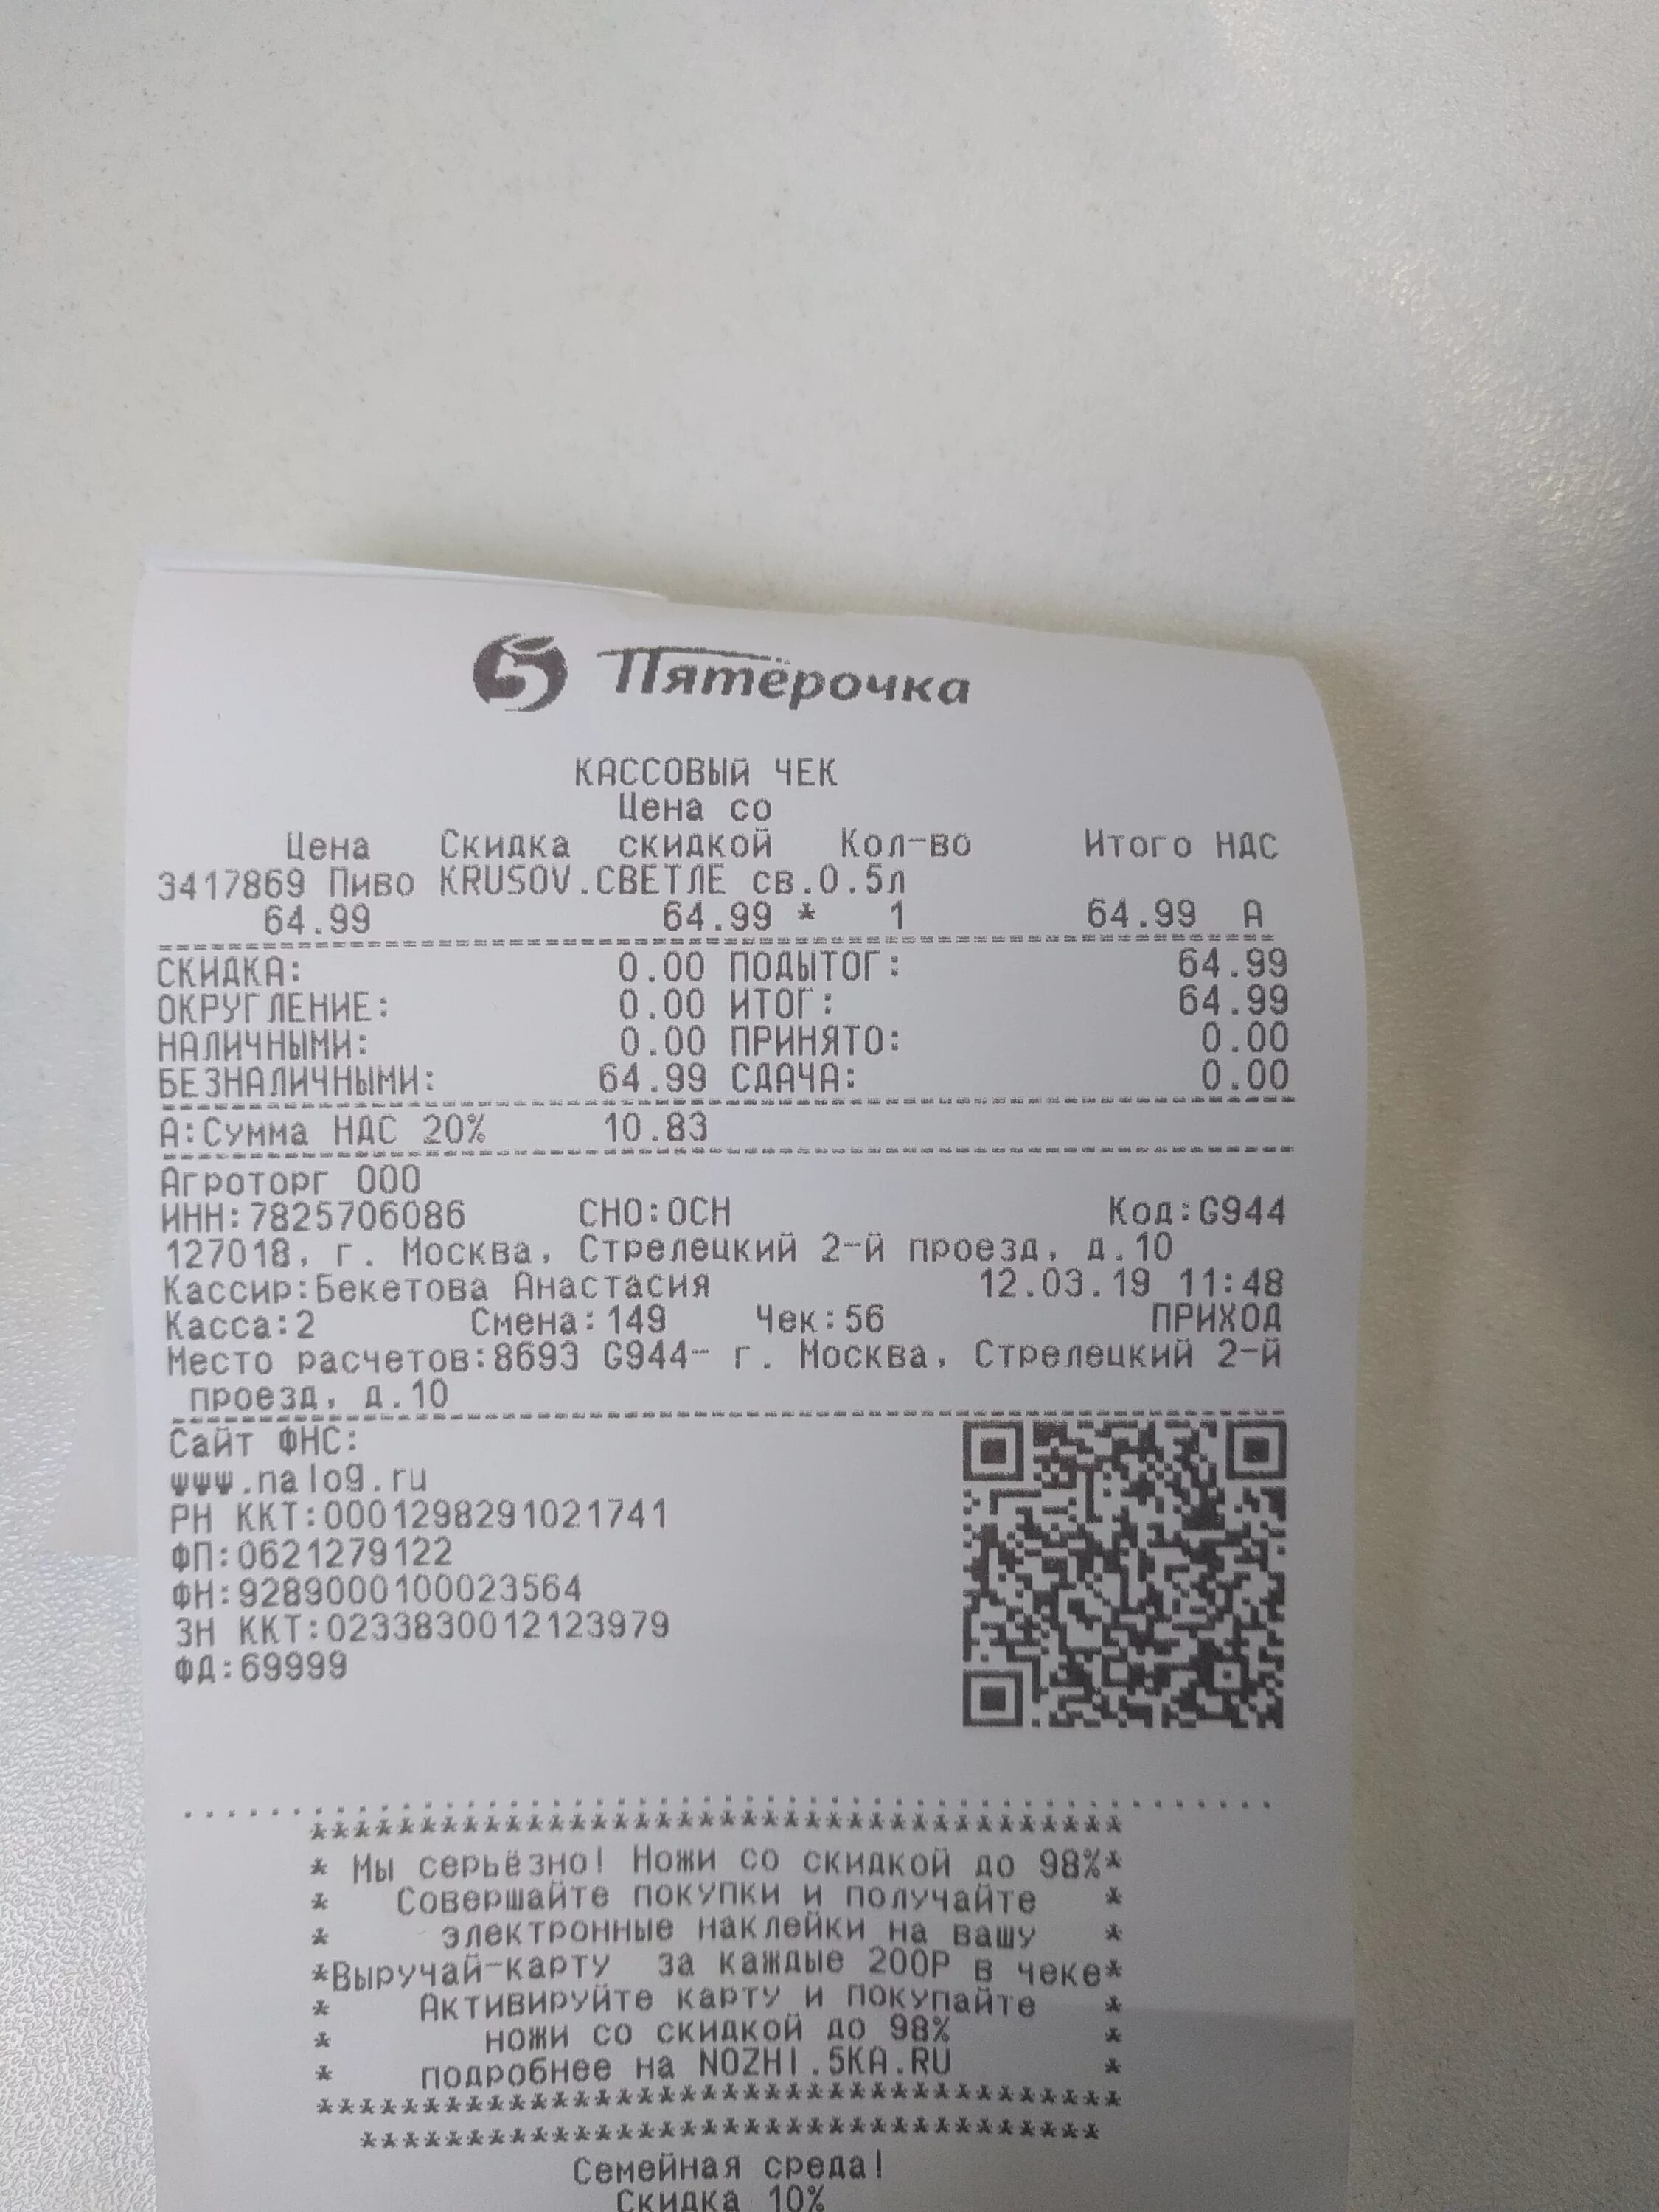 5 Пятёрочка
КАССОВЫЙ ЧЕК
Цена со
Цена Скидка скидкой Кол-во Итого НДС
3417869 Пиво KRUSOV.СВЕТЛЕ св.0.5л
64.99 64.99 * 1 64.99 А
СКИДКА: 0.00 ПОДЫТОГ: 64.99
ОКРУГЛЕНИЕ: 0.00 ИТОГ: 64.99
НАЛИЧНЫМИ: 0.00 ПРИНЯТО: 0.00
БЕЗНАЛИЧНЫМИ: 64.99 СДАЧА: 0.00
А:Сумма НДС 20% 10.83
Агроторг ООО
ИНН:7825706086 СНО:ОСН Код:G944
127018, г. Москва, Стрелецкий 2-й проезд, д.10
Кассир:Бекетова Анастасия 12.03.19 11:48
Касса:2 Смена:149 Чек:56 ПРИХОД
Место расчетов:8693 G944- г. Москва, Стрелецкий 2-й
проезд, д.10
Сайт ФНС:
www.nalog.ru
РН ККТ:0001298291021741
ФП:0621279122
ФН:9289000100023564
ЗН ККТ:0233830012123979
ФД:69999
....................................................
**************************************
* Мы серьёзно! Ножи со скидкой до 98%*
* Совершайте покупки и получайте *
* электронные наклейки на вашу *
*Выручай-карту за каждые 200Р в чеке*
* Активируйте карту и покупайте *
* ножи со скидкой до 98% *
* подробнее на NOZHI.5KA.RU *
**************************************
***********************************
Семейная среда!
Скидка 10%